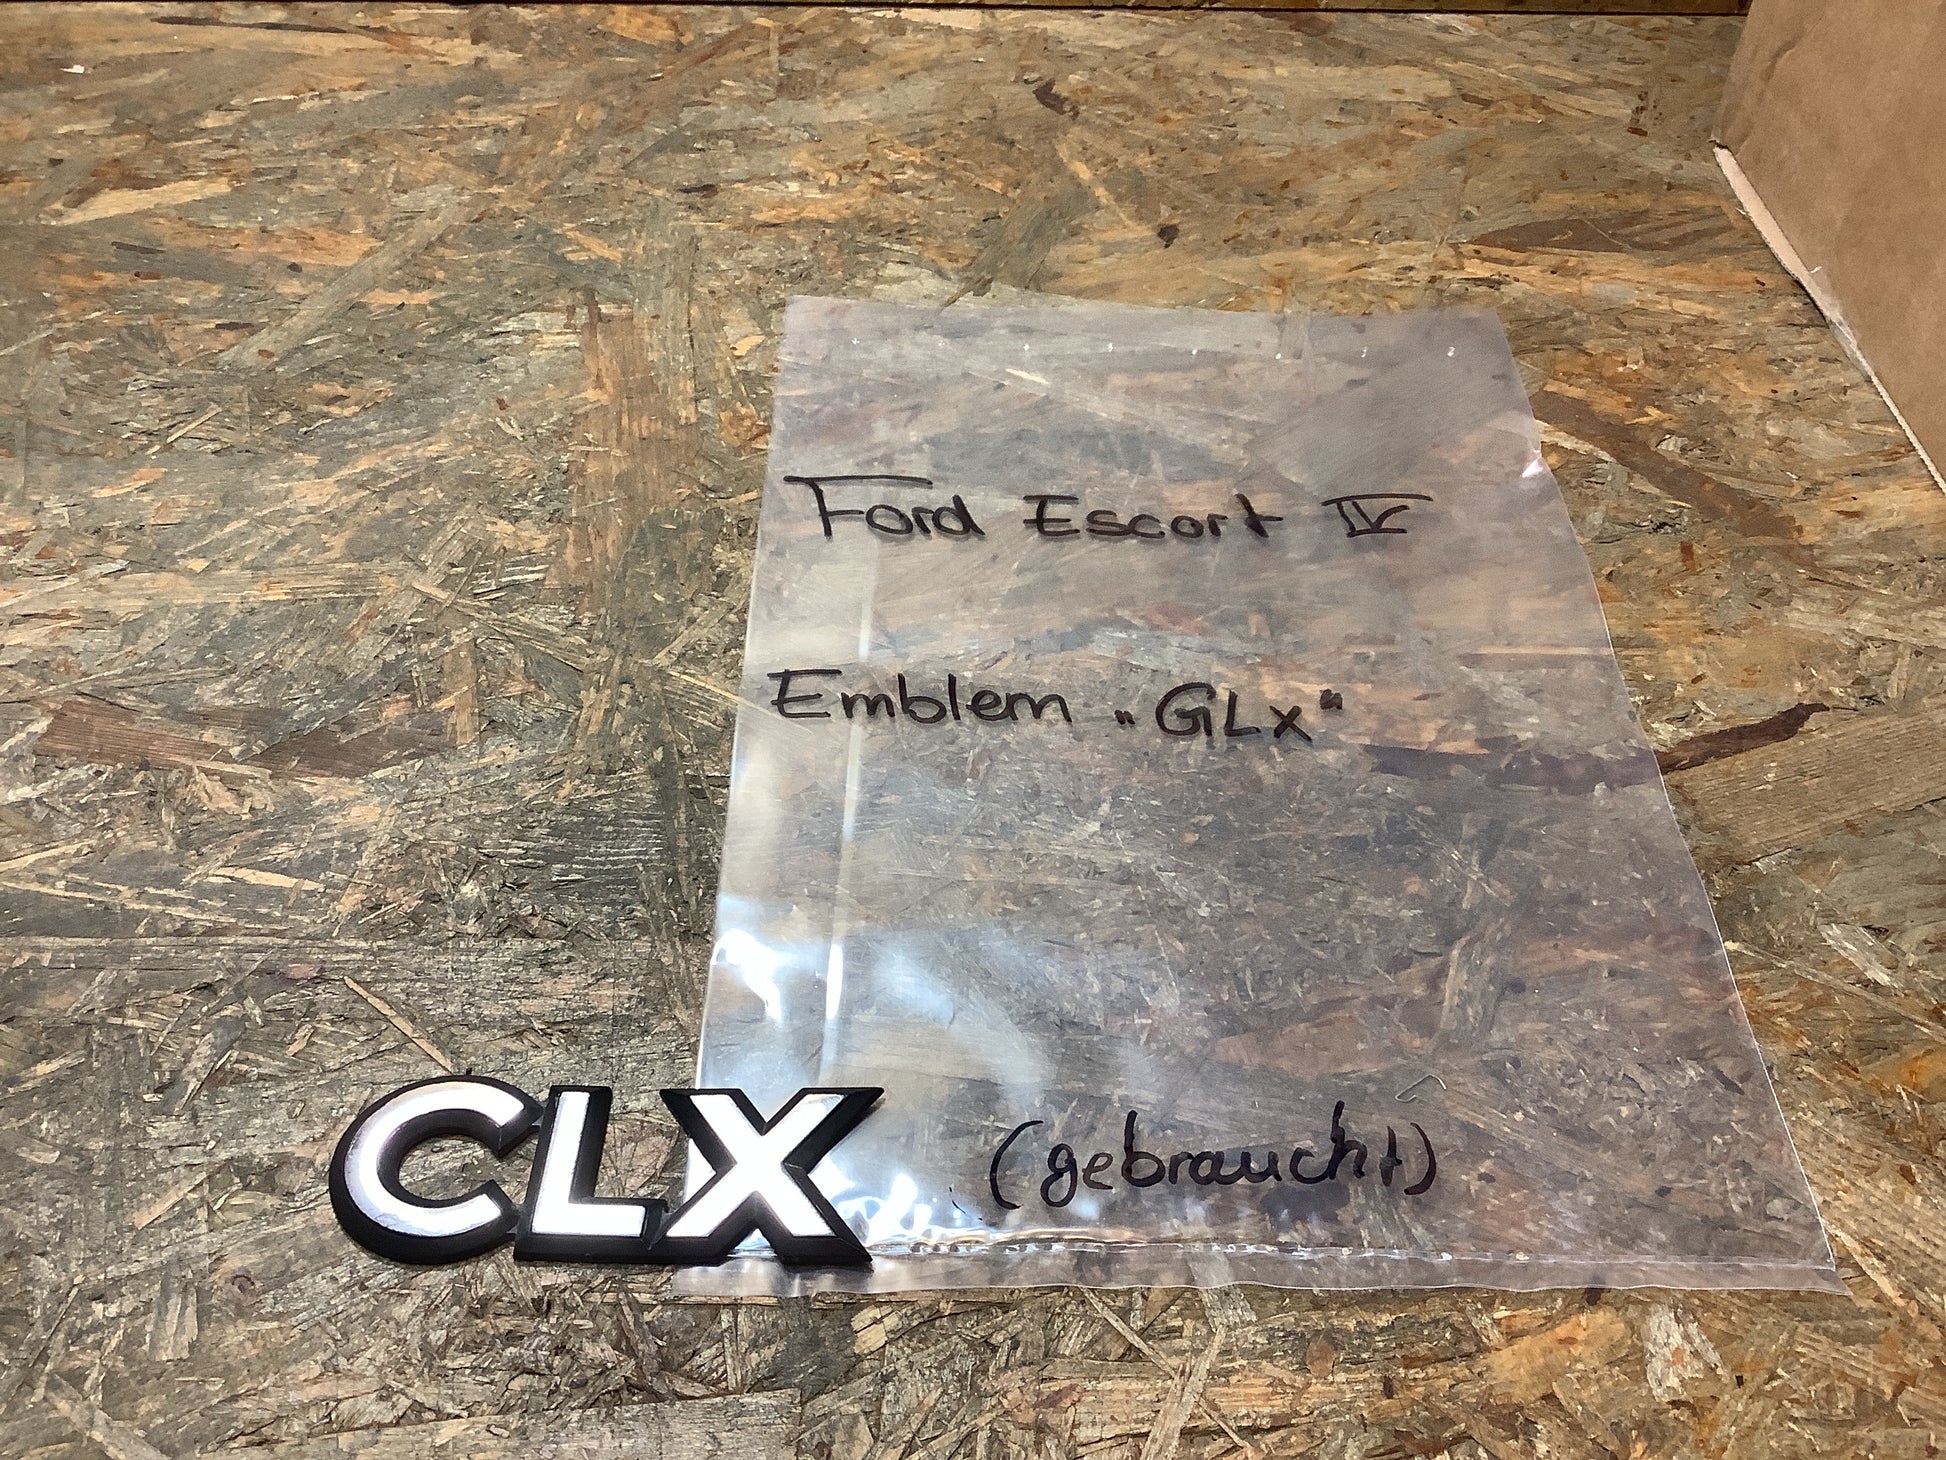 Ford Escort IV
Emblem „GLx“
CLX
(gebraucht)